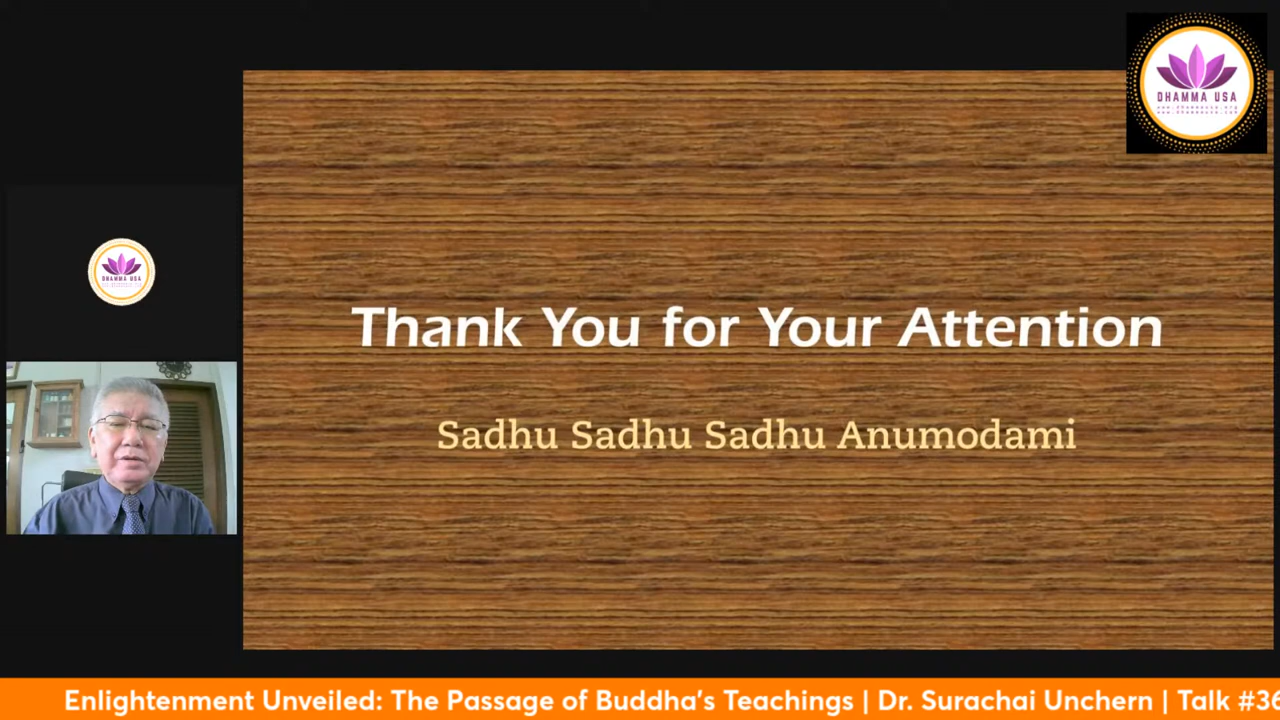 DHAMMA USA
DHAMMA USA
Thank You for Your Attention
Sadhu Sadhu Sadhu Anumodami
Enlightenment Unveiled: The Passage of Buddha's Teachings | Dr. Surachai Unchern | Talk #36